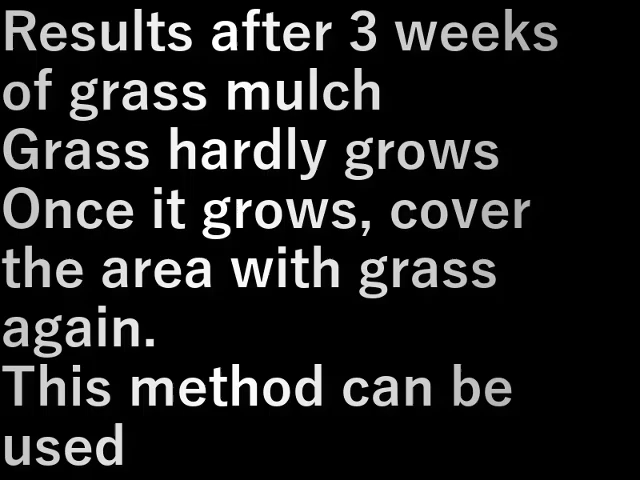 Results after 3 weeks
of grass mulch
Grass hardly grows
Once it grows, cover
the area with grass
again.
This method can be
used